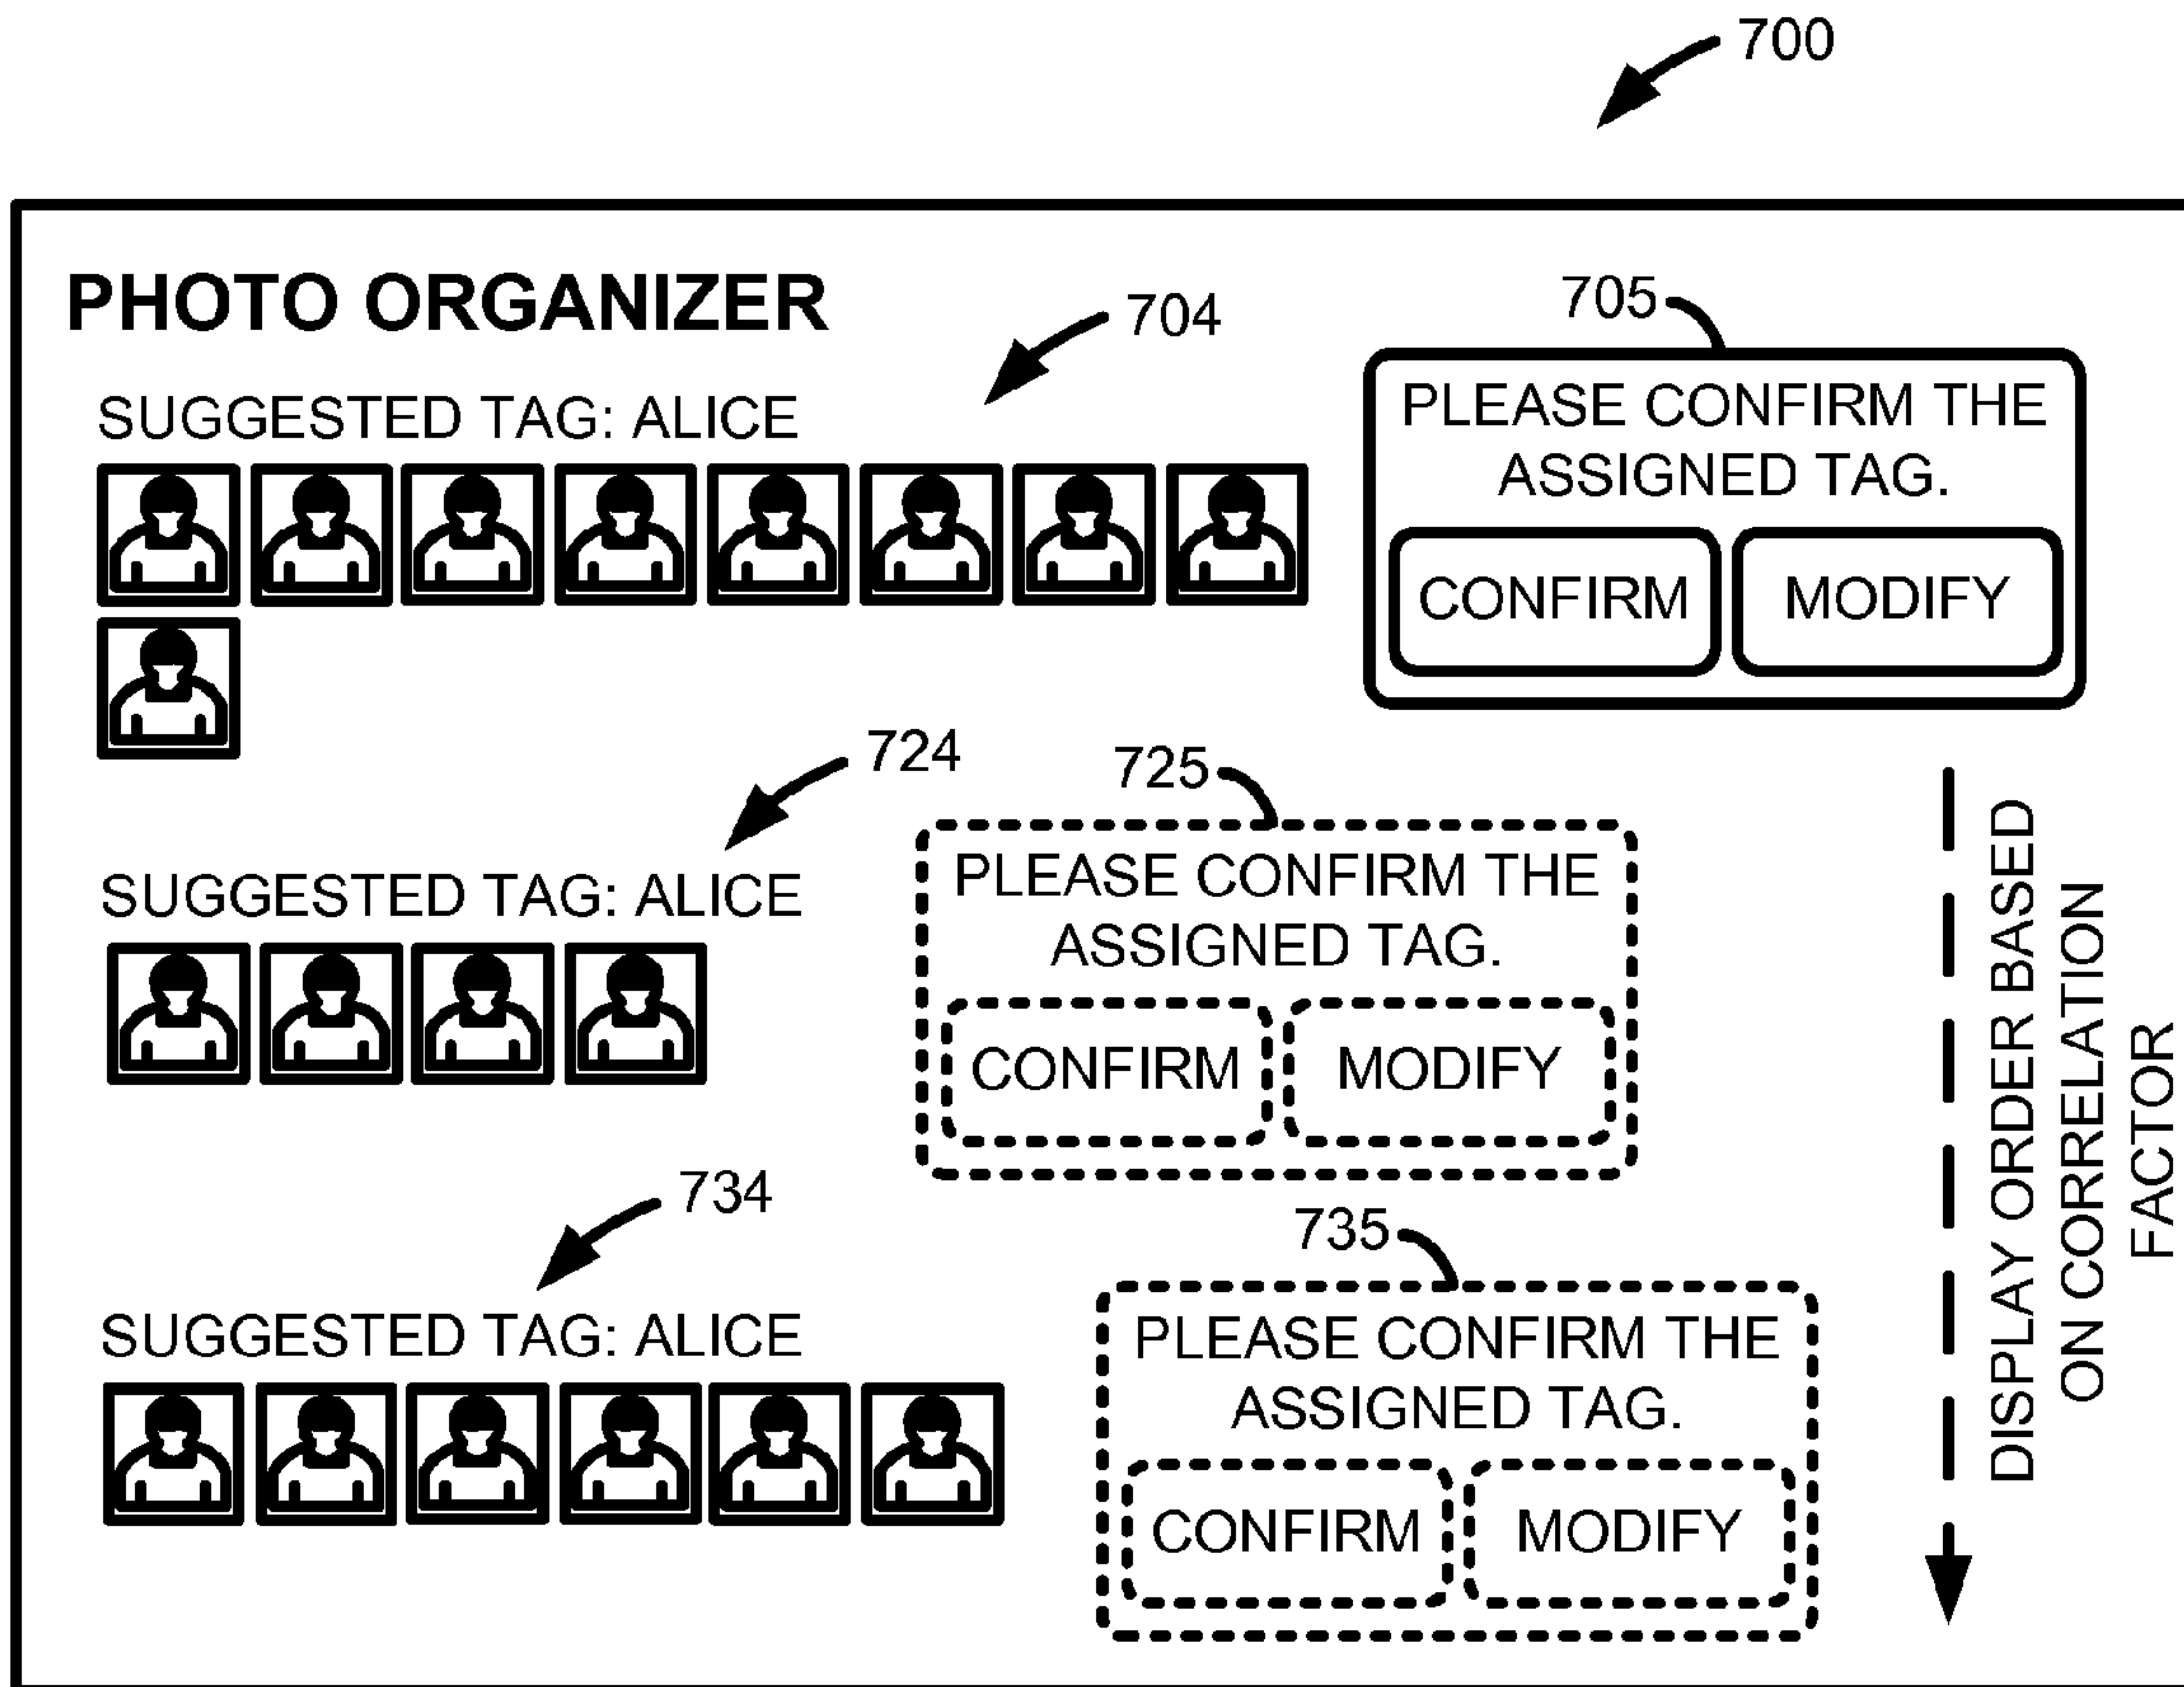 700
PHOTO ORGANIZER
704
705
SUGGESTED TAG: ALICE
PLEASE CONFIRM THE
ASSIGNED TAG.
CONFIRM
MODIFY
724
725
SUGGESTED TAG: ALICE
PLEASE CONFIRM THE
ASSIGNED TAG.
CONFIRM
MODIFY
734
735
SUGGESTED TAG: ALICE
PLEASE CONFIRM THE
ASSIGNED TAG.
CONFIRM
MODIFY
DISPLAY ORDER BASED
ON CORRELATION
FACTOR